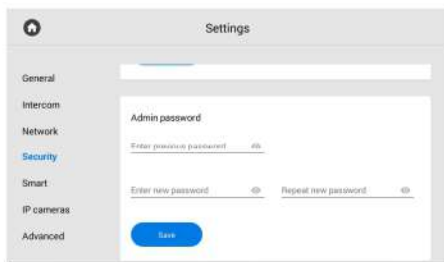 Settings
General
Intercom
Network
Security
Smart
IP cameras
Advanced
Admin password
Enter previous password
Enter new password
Repeat new password
Save